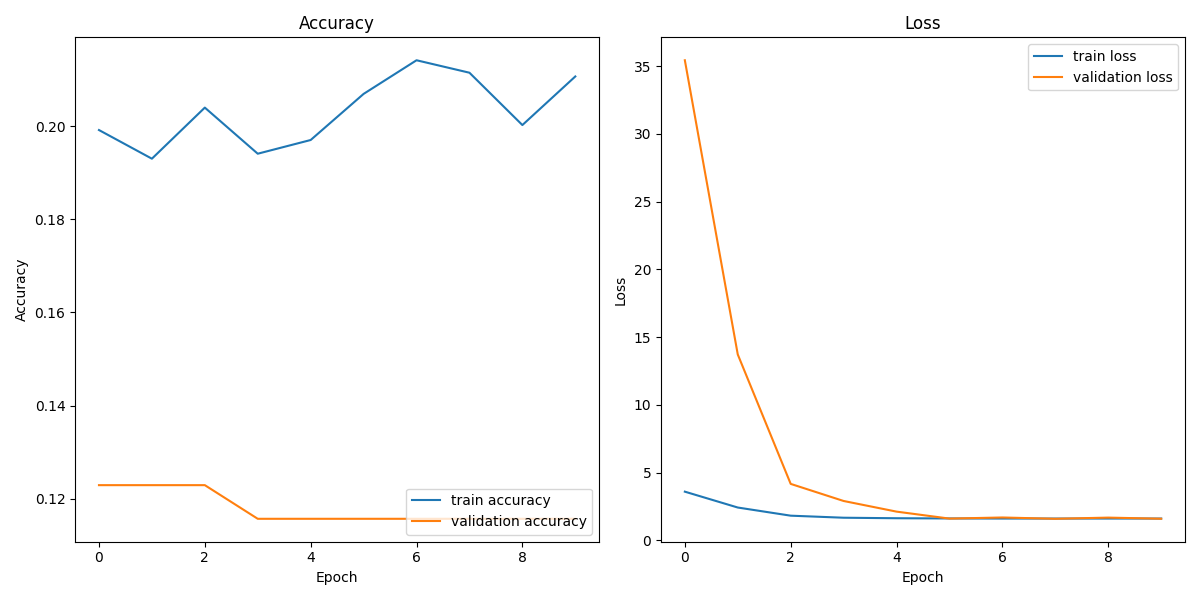 Accuracy
Accuracy
0.20
0.18
0.16
0.14
0.12
train accuracy
validation accuracy
0 2 4 6 8
Epoch
Loss
Loss
35
30
25
20
15
10
5
0
train loss
validation loss
0 2 4 6 8
Epoch